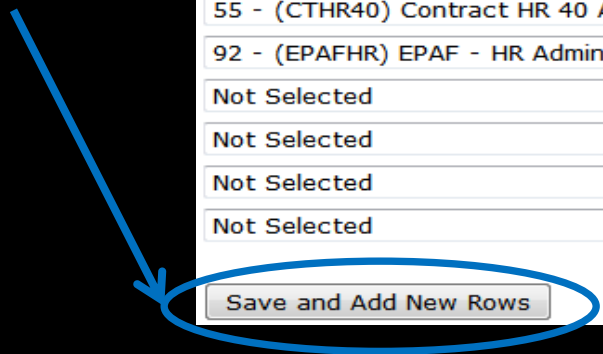 55 - (CTHR40) Contract HR 40
92 - (EPAFHR) EPAF - HR Admin
Not Selected
Not Selected
Not Selected
Not Selected
Save and Add New Rows